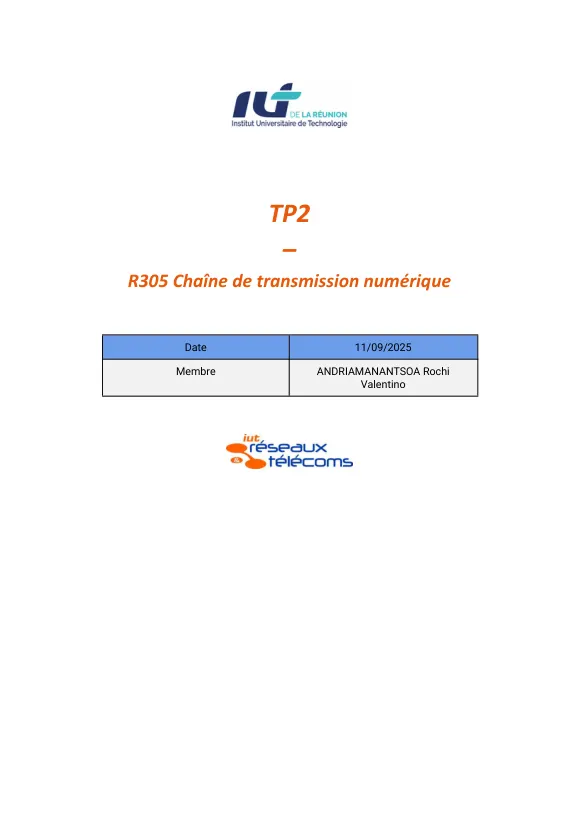 DE LA RÉUNION
Institut Universitaire de Technologie
TP2
–
R305 Chaîne de transmission numérique
Date
11/09/2025
Membre
ANDRIAMANANTSOA Rochi
Valentino
iut
réseaux
& télécoms